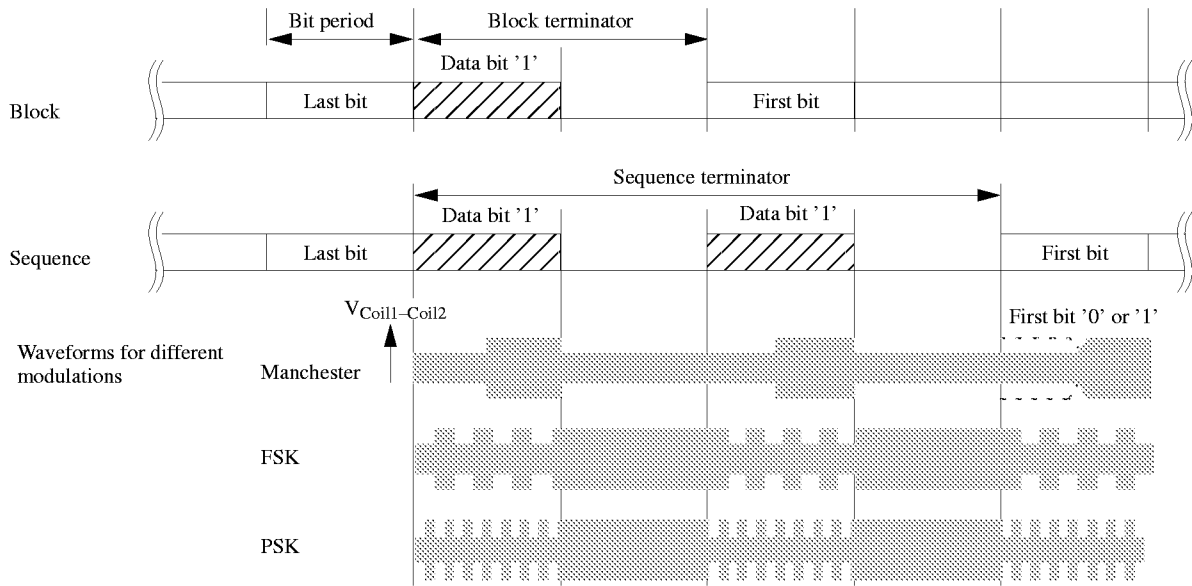 Bit period
Block terminator
Data bit ’1’
Block
Last bit
First bit
Sequence terminator
Data bit ’1’
Data bit ’1’
Sequence
Last bit
First bit
VCoil1–Coil2
First bit ’0’ or ’1’
Waveforms for different
modulations
Manchester
FSK
PSK